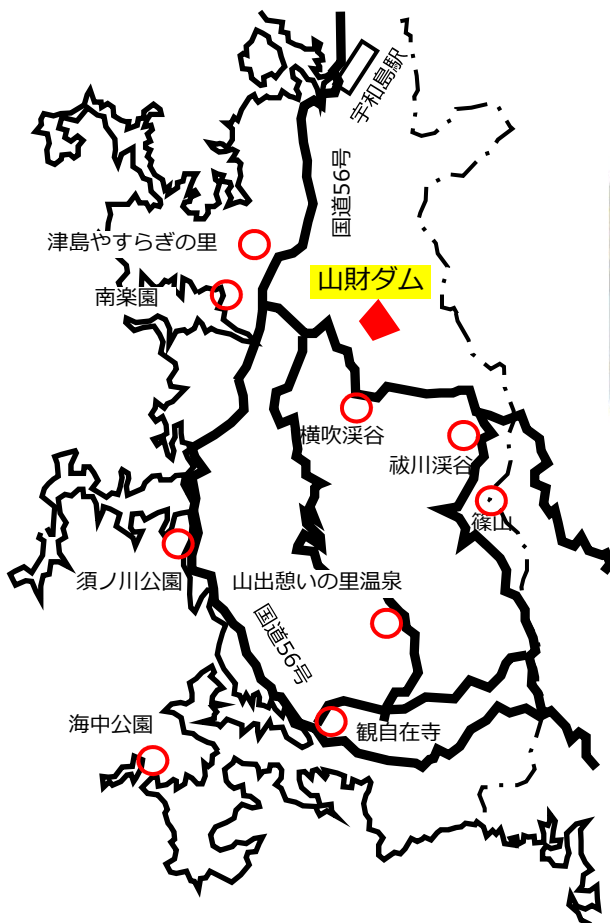 宇和島駅
国道56号
津島やすらぎの里
山財ダム
南楽園
横吹渓谷
祓川渓谷
篠山
須ノ川公園
山出憩いの里温泉
国道56号
海中公園
観自在寺